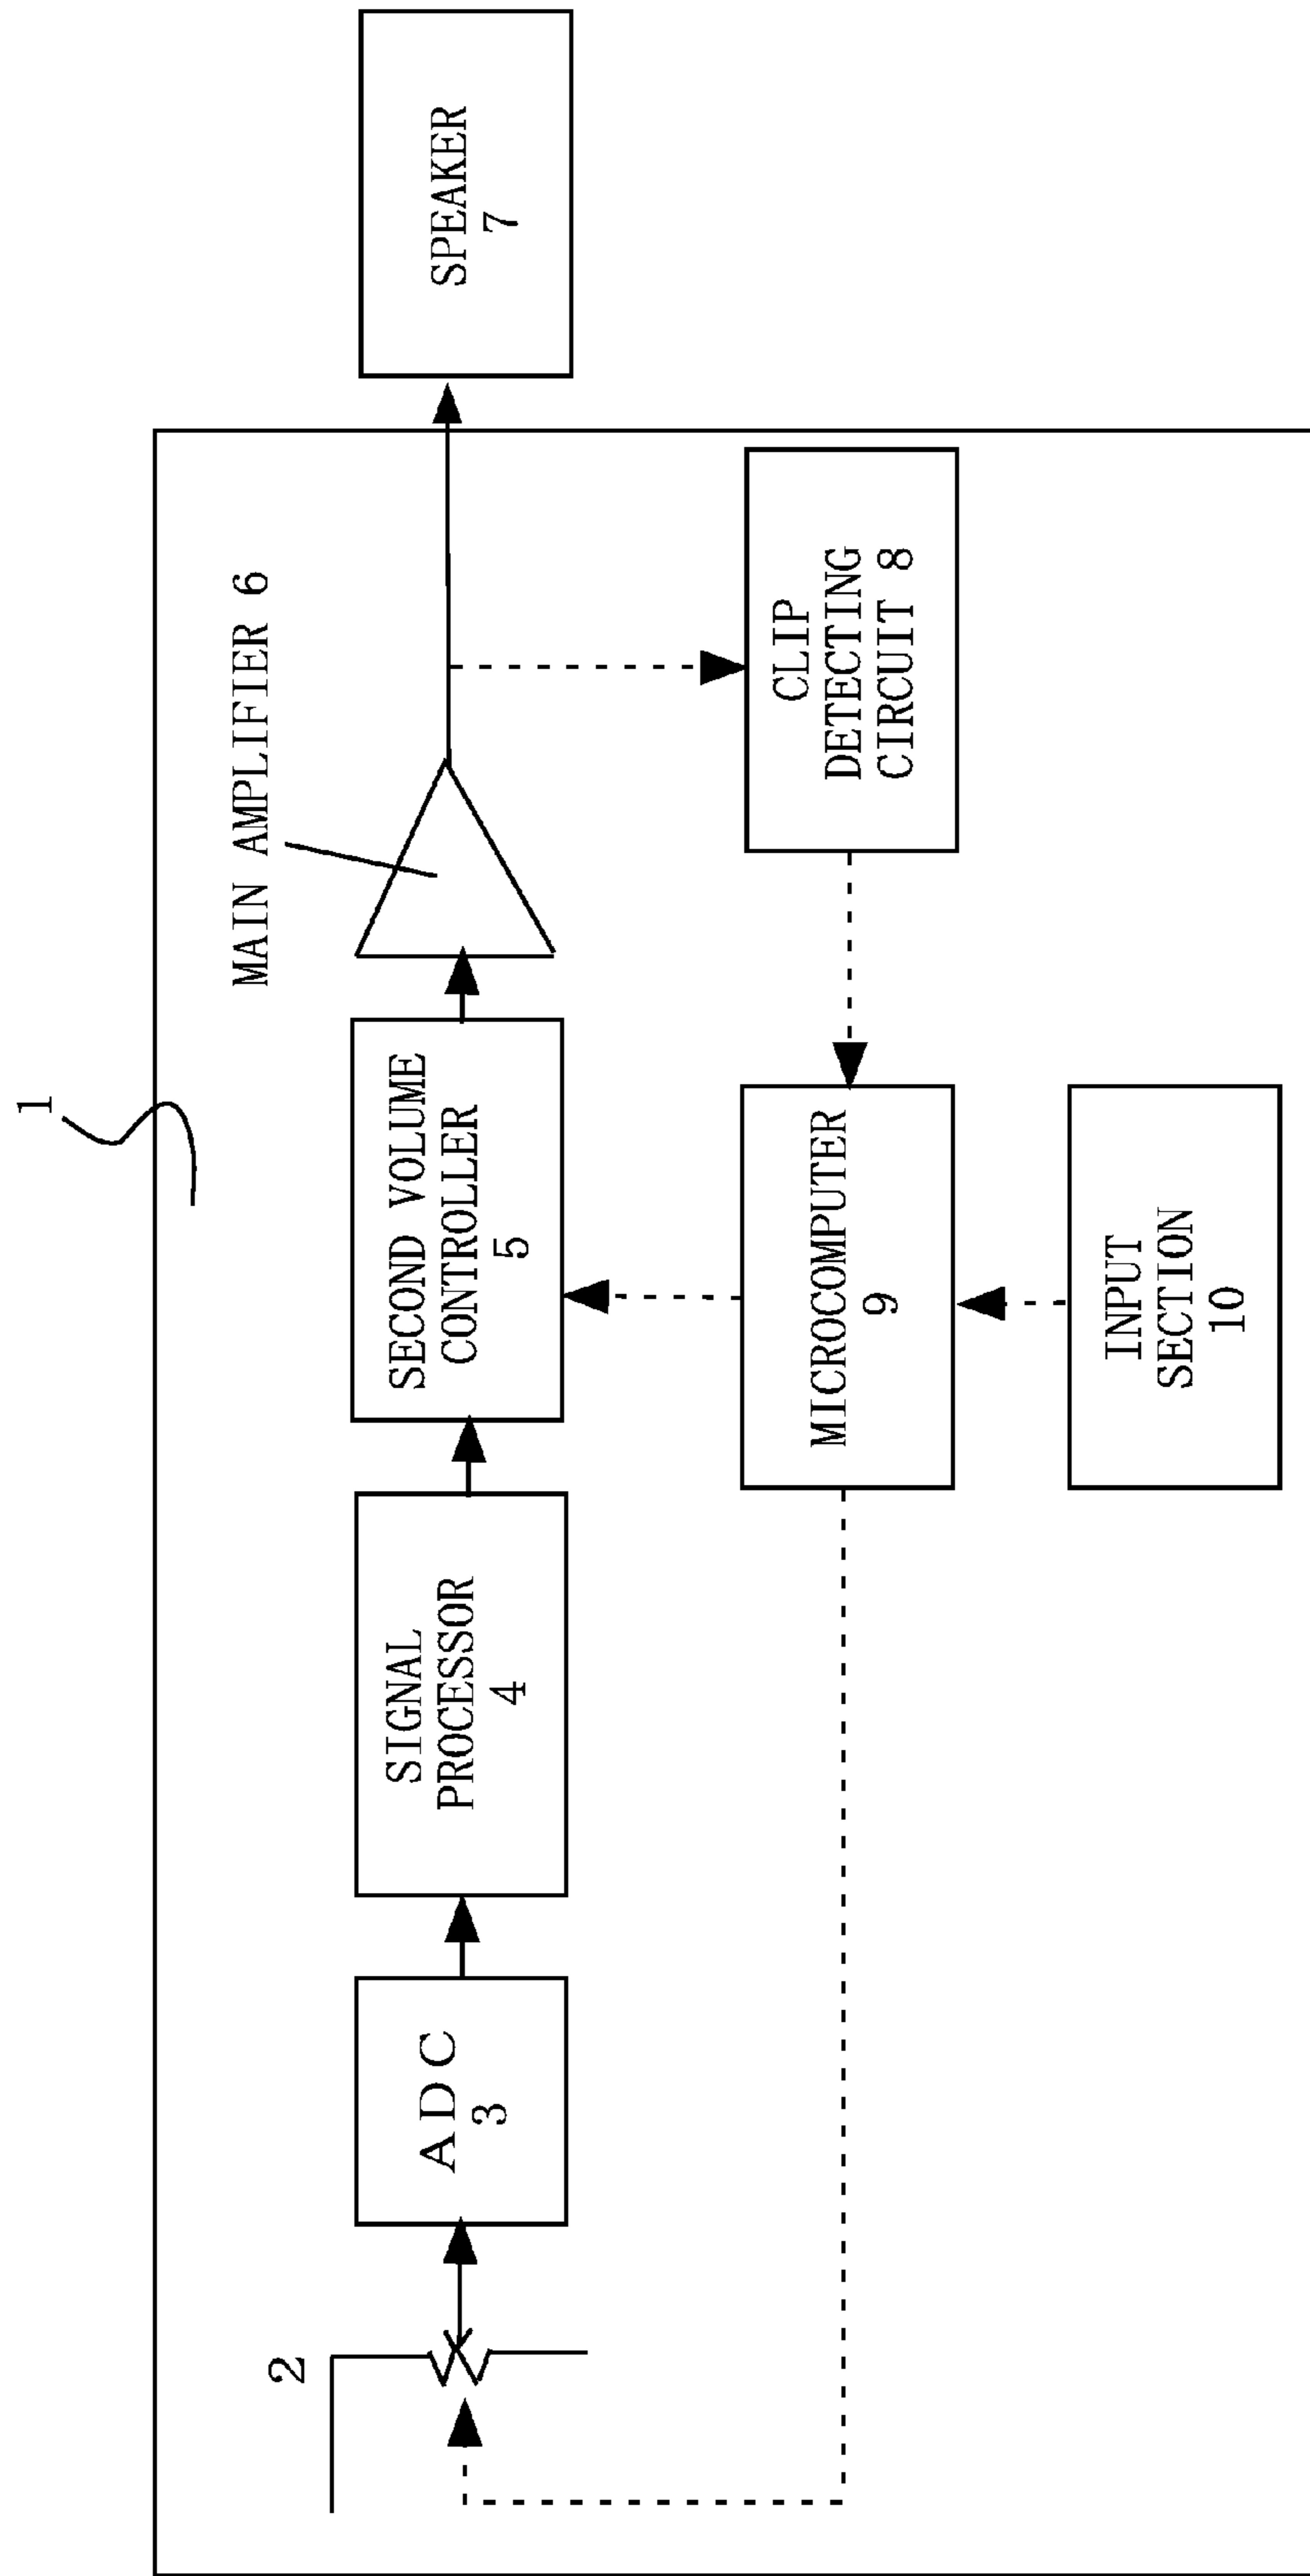 1
MAIN AMPLIFIER 6
2
ADC
3
SIGNAL
PROCESSOR
4
SECOND VOLUME
CONTROLLER
5
SPEAKER
7
MICROCOMPUTER
9
CLIP
DETECTING
CIRCUIT 8
INPUT
SECTION
10